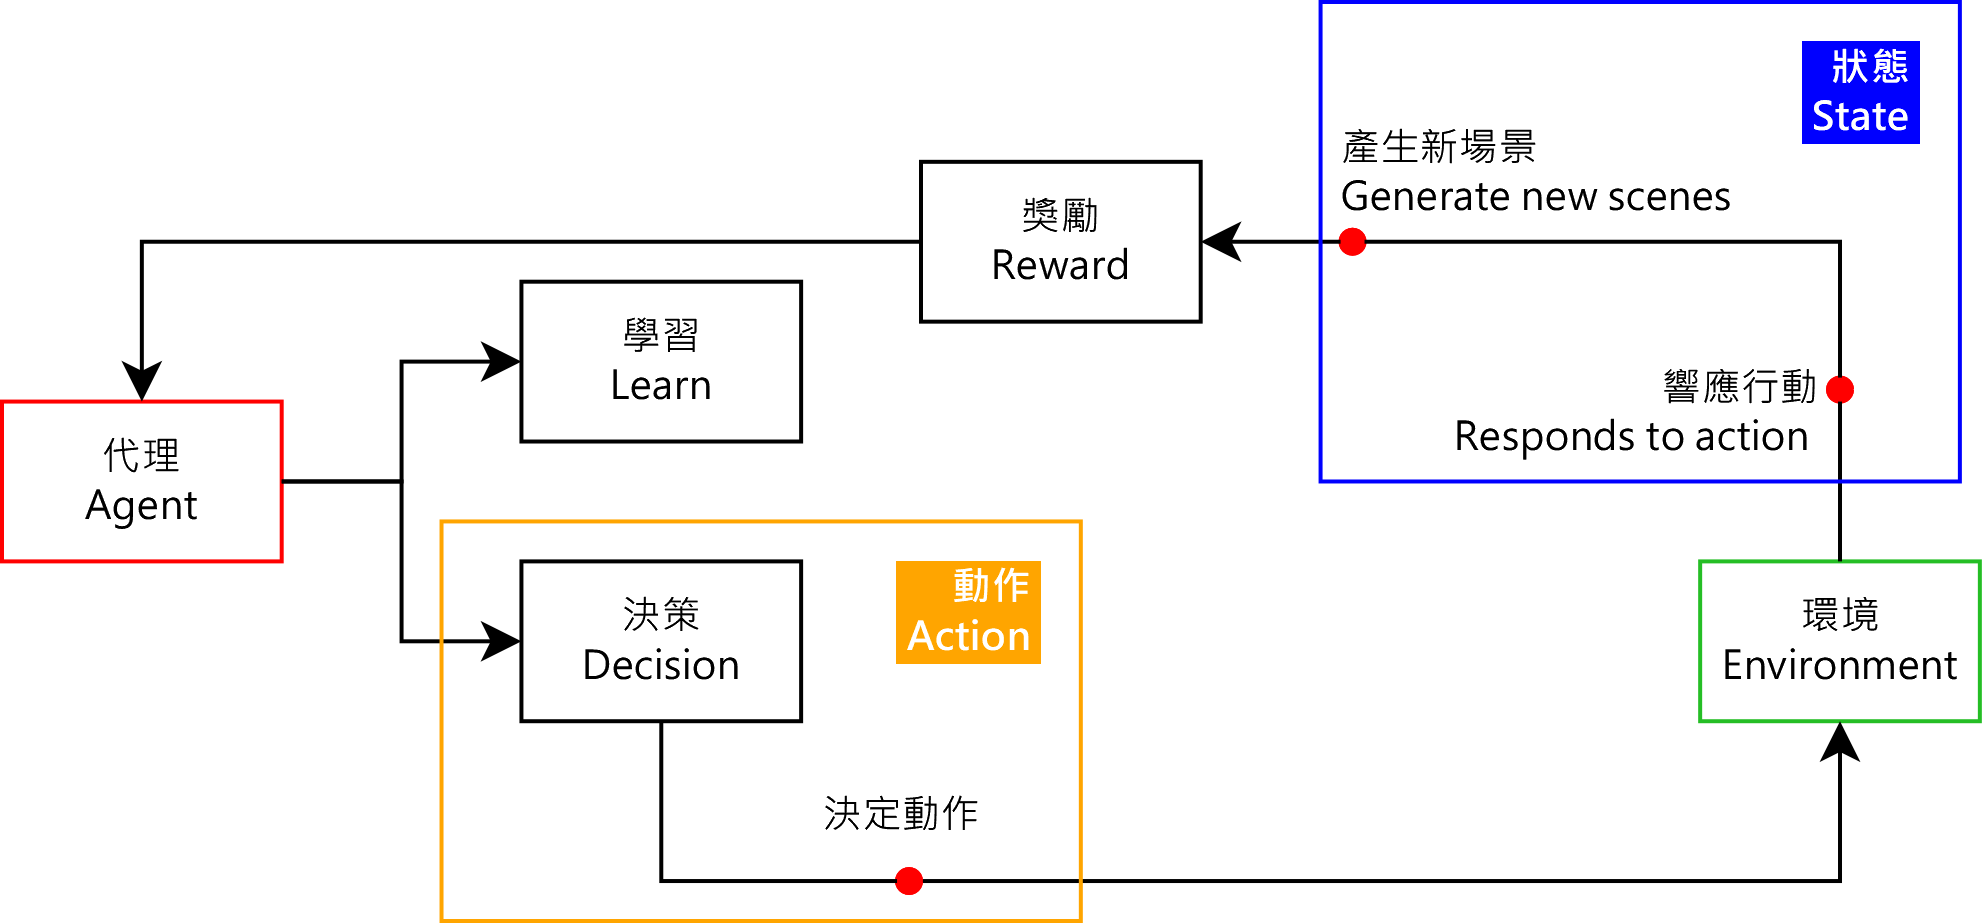 狀態
State
產生新場景
Generate new scenes
獎勵
Reward
學習
Learn
響應行動
Responds to action
代理
Agent
決策
Decision
動作
Action
環境
Environment
決定動作